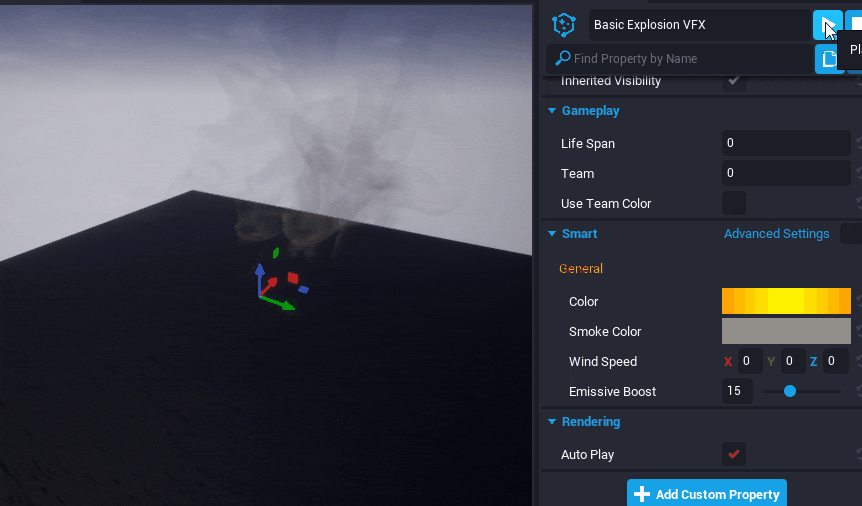 Basic Explosion VFX
Find Property by Name
Inherited Visibility
Gameplay
Life Span 0
Team 0
Use Team Color
Smart Advanced Settings
General
Color
Smoke Color
Wind Speed X 0 Y 0 Z 0
Emissive Boost 15
Rendering
Auto Play
Add Custom Property